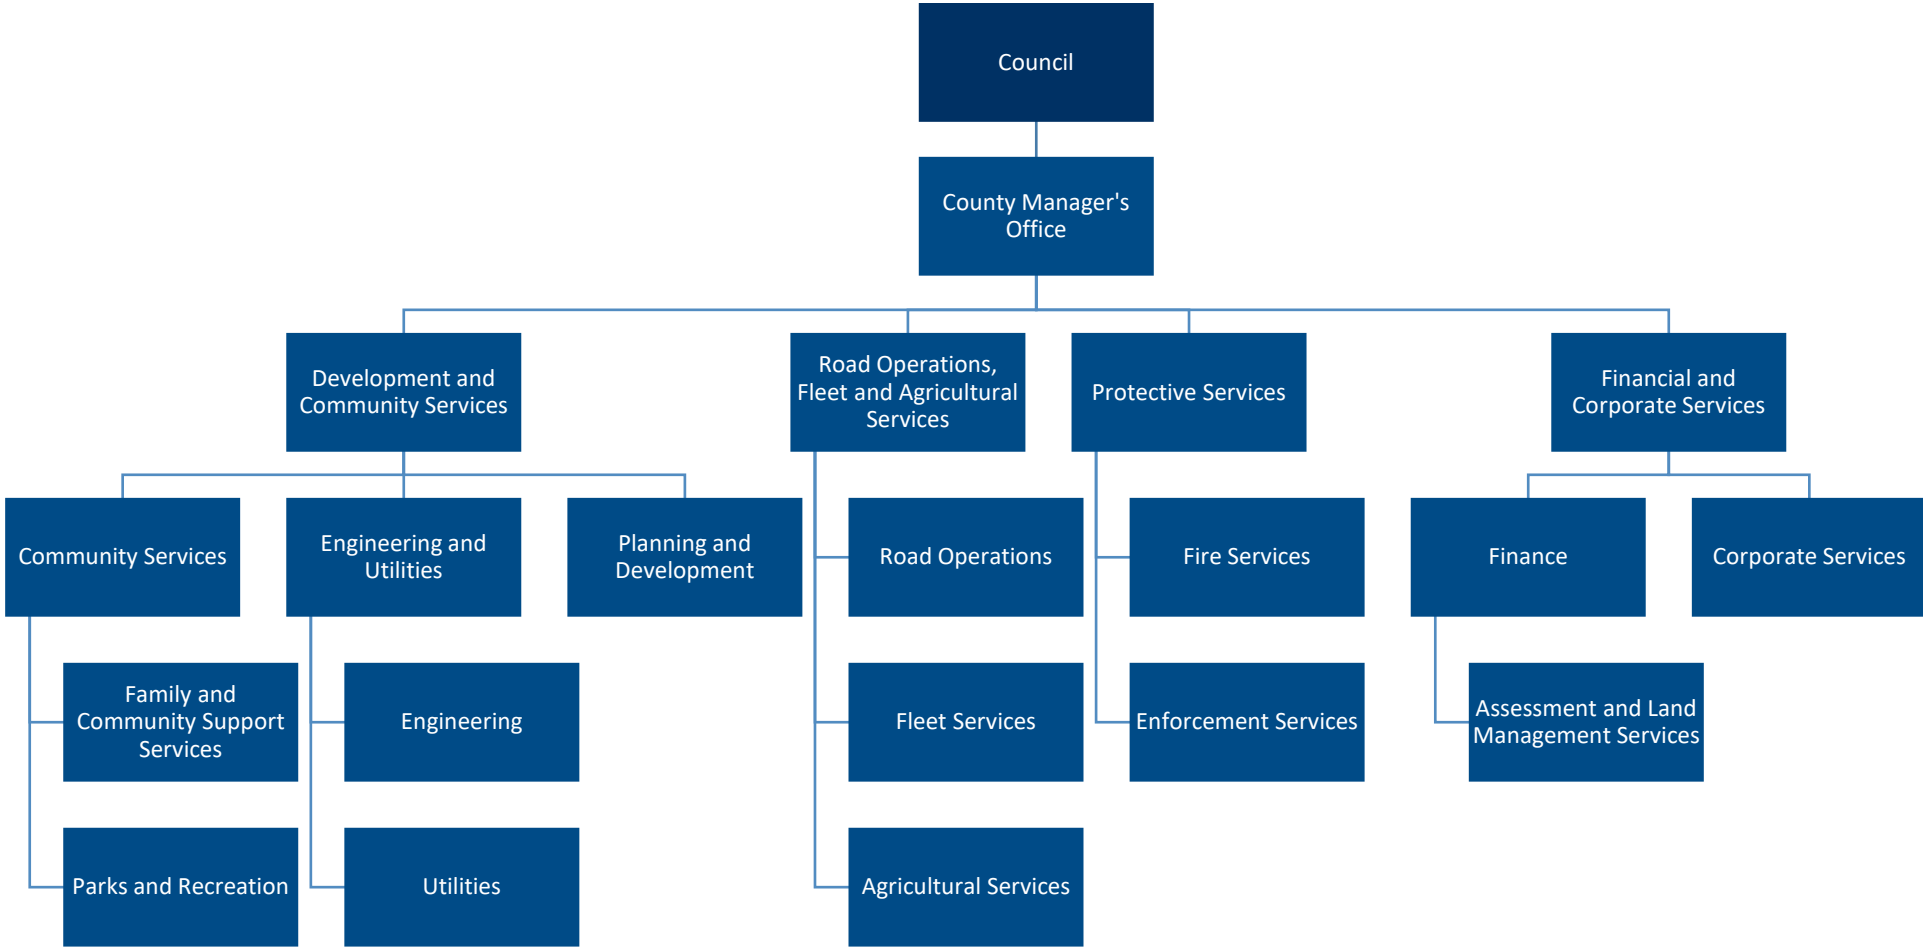 Council
County Manager's
Office
Development and
Community Services
Road Operations,
Fleet and Agricultural
Services
Protective Services
Financial and
Corporate Services
Community Services
Engineering and
Utilities
Planning and
Development
Road Operations
Fire Services
Finance
Corporate Services
Family and
Community Support
Services
Engineering
Fleet Services
Enforcement Services
Assessment and Land
Management Services
Parks and Recreation
Utilities
Agricultural Services